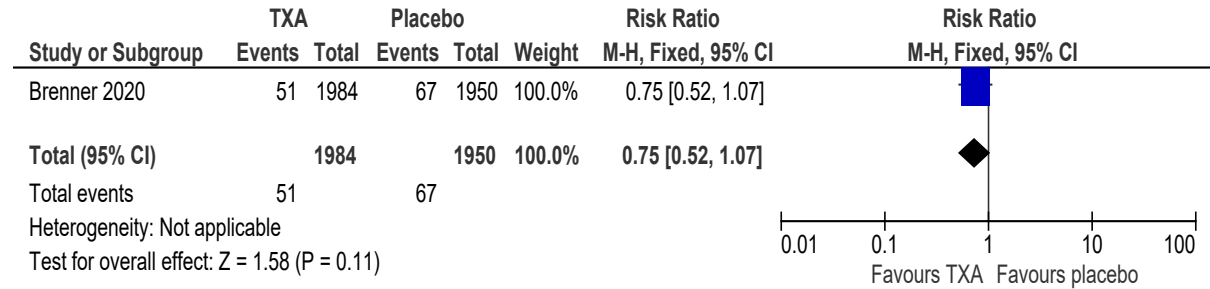 TXA Placebo Risk Ratio Risk Ratio
Study or Subgroup Events Total Events Total Weight M-H, Fixed, 95% CI M-H, Fixed, 95% CI
Brenner 2020 51 1984 67 1950 100.0% 0.75 [0.52, 1.07]
Total (95% CI) 1984 1950 100.0% 0.75 [0.52, 1.07]
Total events 51 67
Heterogeneity: Not applicable
Test for overall effect: Z = 1.58 (P = 0.11)
0.01 0.1 1 10 100
Favours TXA Favours placebo